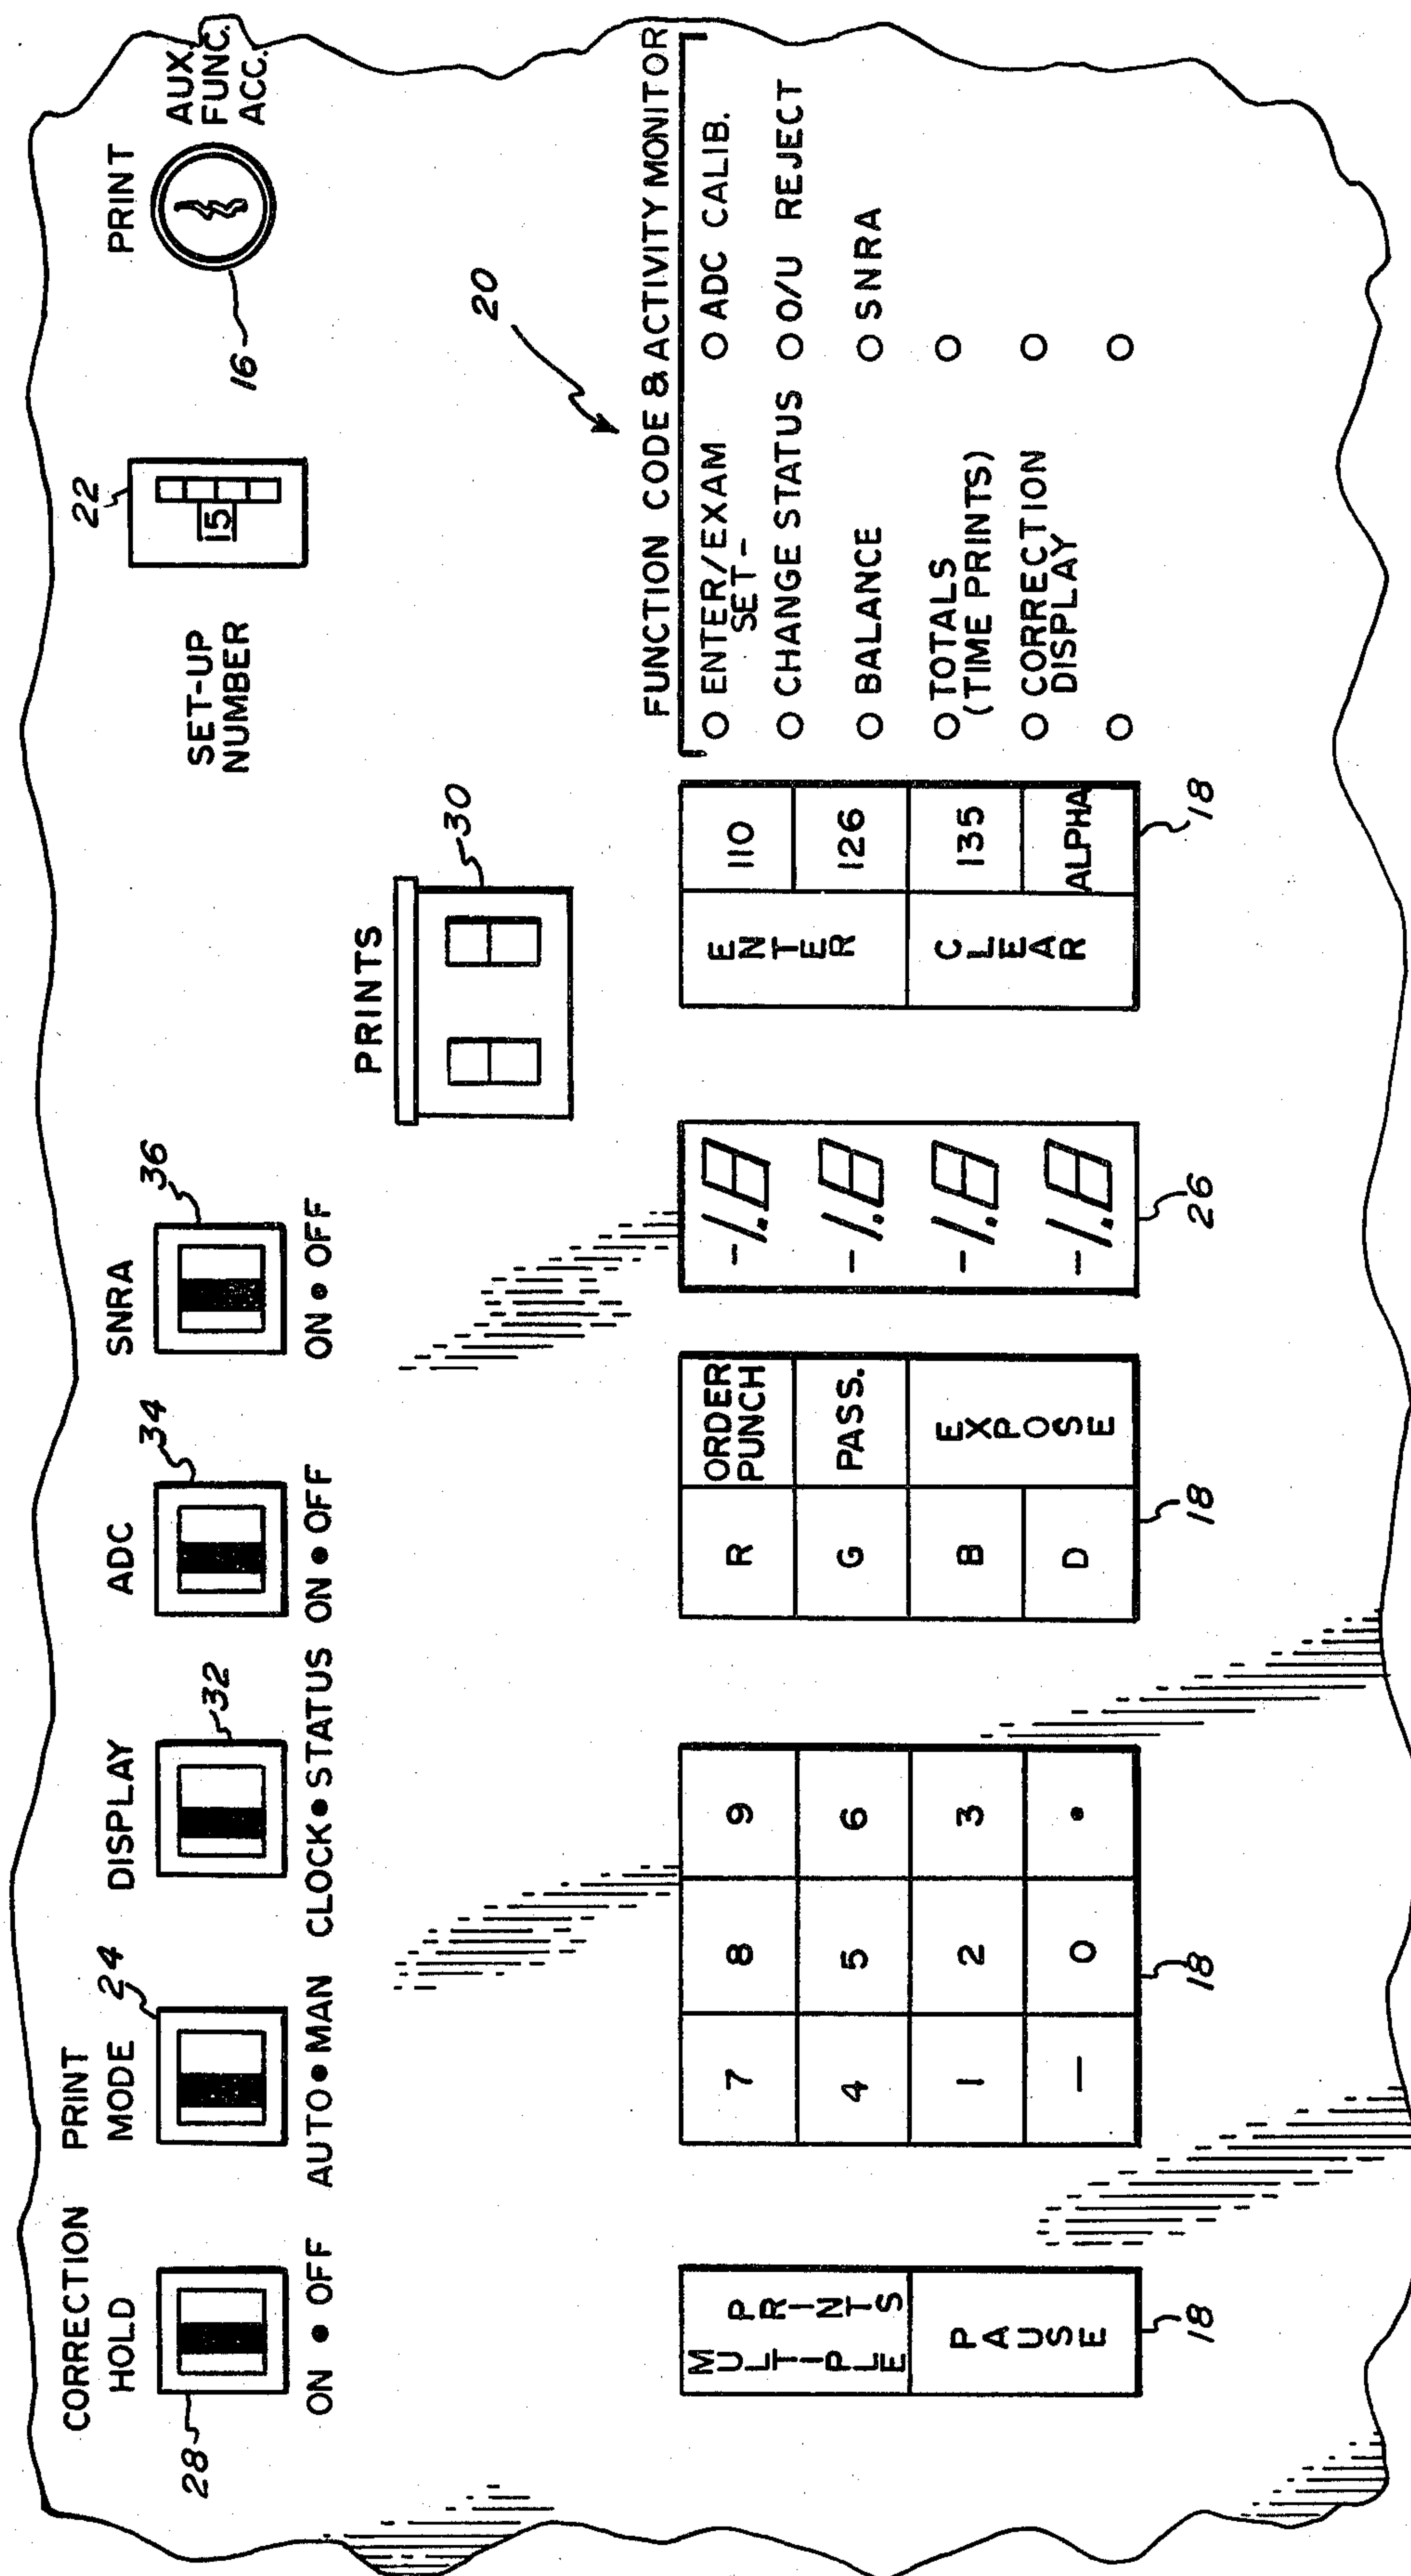 CORRECTION
HOLD
28
ON • OFF
PRINT
MODE
24
AUTO • MAN
DISPLAY
32
CLOCK • STATUS
ADC
34
ON • OFF
SNRA
36
ON • OFF
SET-UP
NUMBER
22
15
PRINT
16
AUX.
FUNC.
ACC.
PRINTS
30
20
MULTIPLE PRINTS
PAUSE
18
7 8 9
4 5 6
1 2 3
— 0 •
18
R ORDER PUNCH
G PASS.
B EXPOSE
D
18
-1.8
-1.8
-1.8
-1.8
26
ENTER
CLEAR
110
126
135
ALPHA
18
FUNCTION CODE & ACTIVITY MONITOR
ENTER/EXAM
SET-
ADC CALIB.
CHANGE STATUS
O/U REJECT
BALANCE
SNRA
TOTALS
(TIME PRINTS)
CORRECTION
DISPLAY